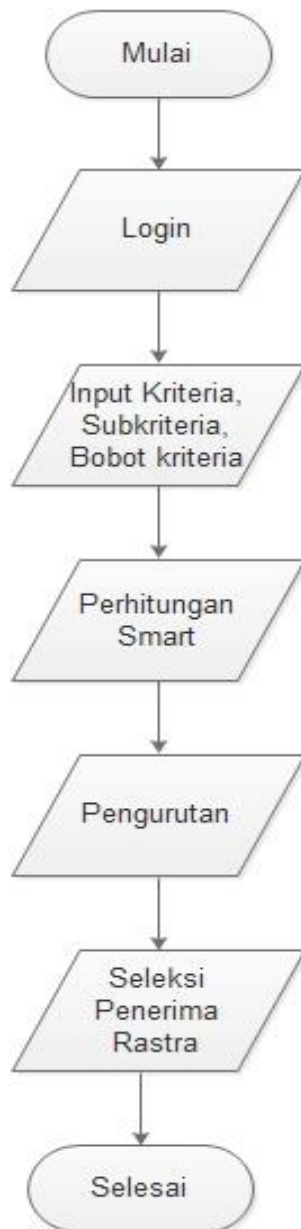 Mulai
Login
Input Kriteria,
Subkriteria,
Bobot kriteria
Perhitungan
Smart
Pengurutan
Seleksi
Penerima
Rastra
Selesai